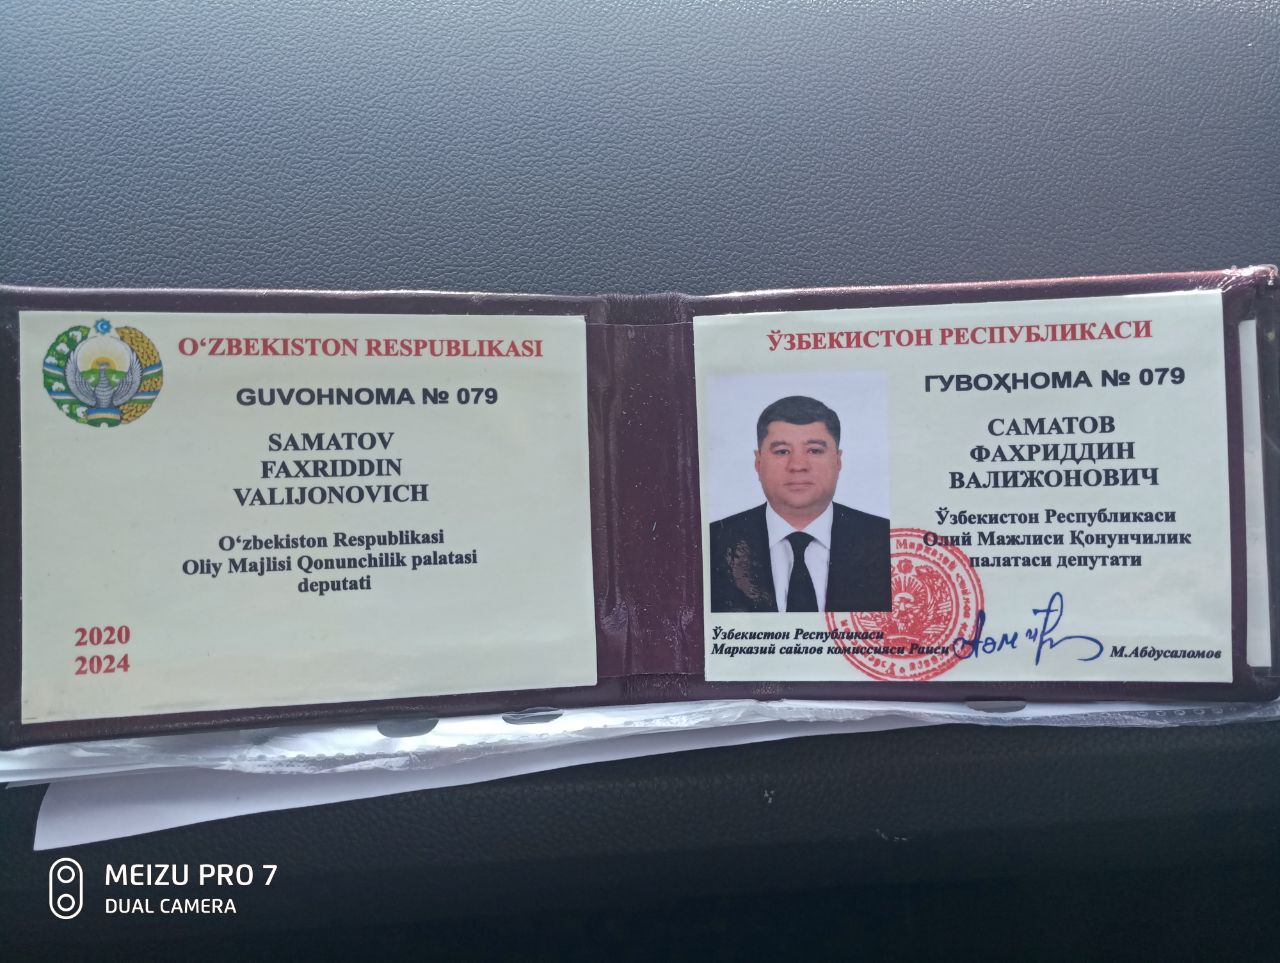 O‘ZBEKISTON RESPUBLIKASI
GUVOHNOMA № 079
SAMATOV
FAXRIDDIN
VALIJONOVICH
O‘zbekiston Respublikasi
Oliy Majlisi Qonunchilik palatasi
deputati
2020
2024
ЎЗБЕКИСТОН РЕСПУБЛИКАСИ
ГУВОҲНОМА № 079
САМАТОВ
ФАХРИДДИН
ВАЛИЖОНОВИЧ
Ўзбекистон Республикаси
Олий Мажлиси Қонунчилик
палатаси депутати
Ўзбекистон Республикаси
Марказий сайлов комиссияси Раиси
М.Абдусаломов
MEIZU PRO 7
DUAL CAMERA